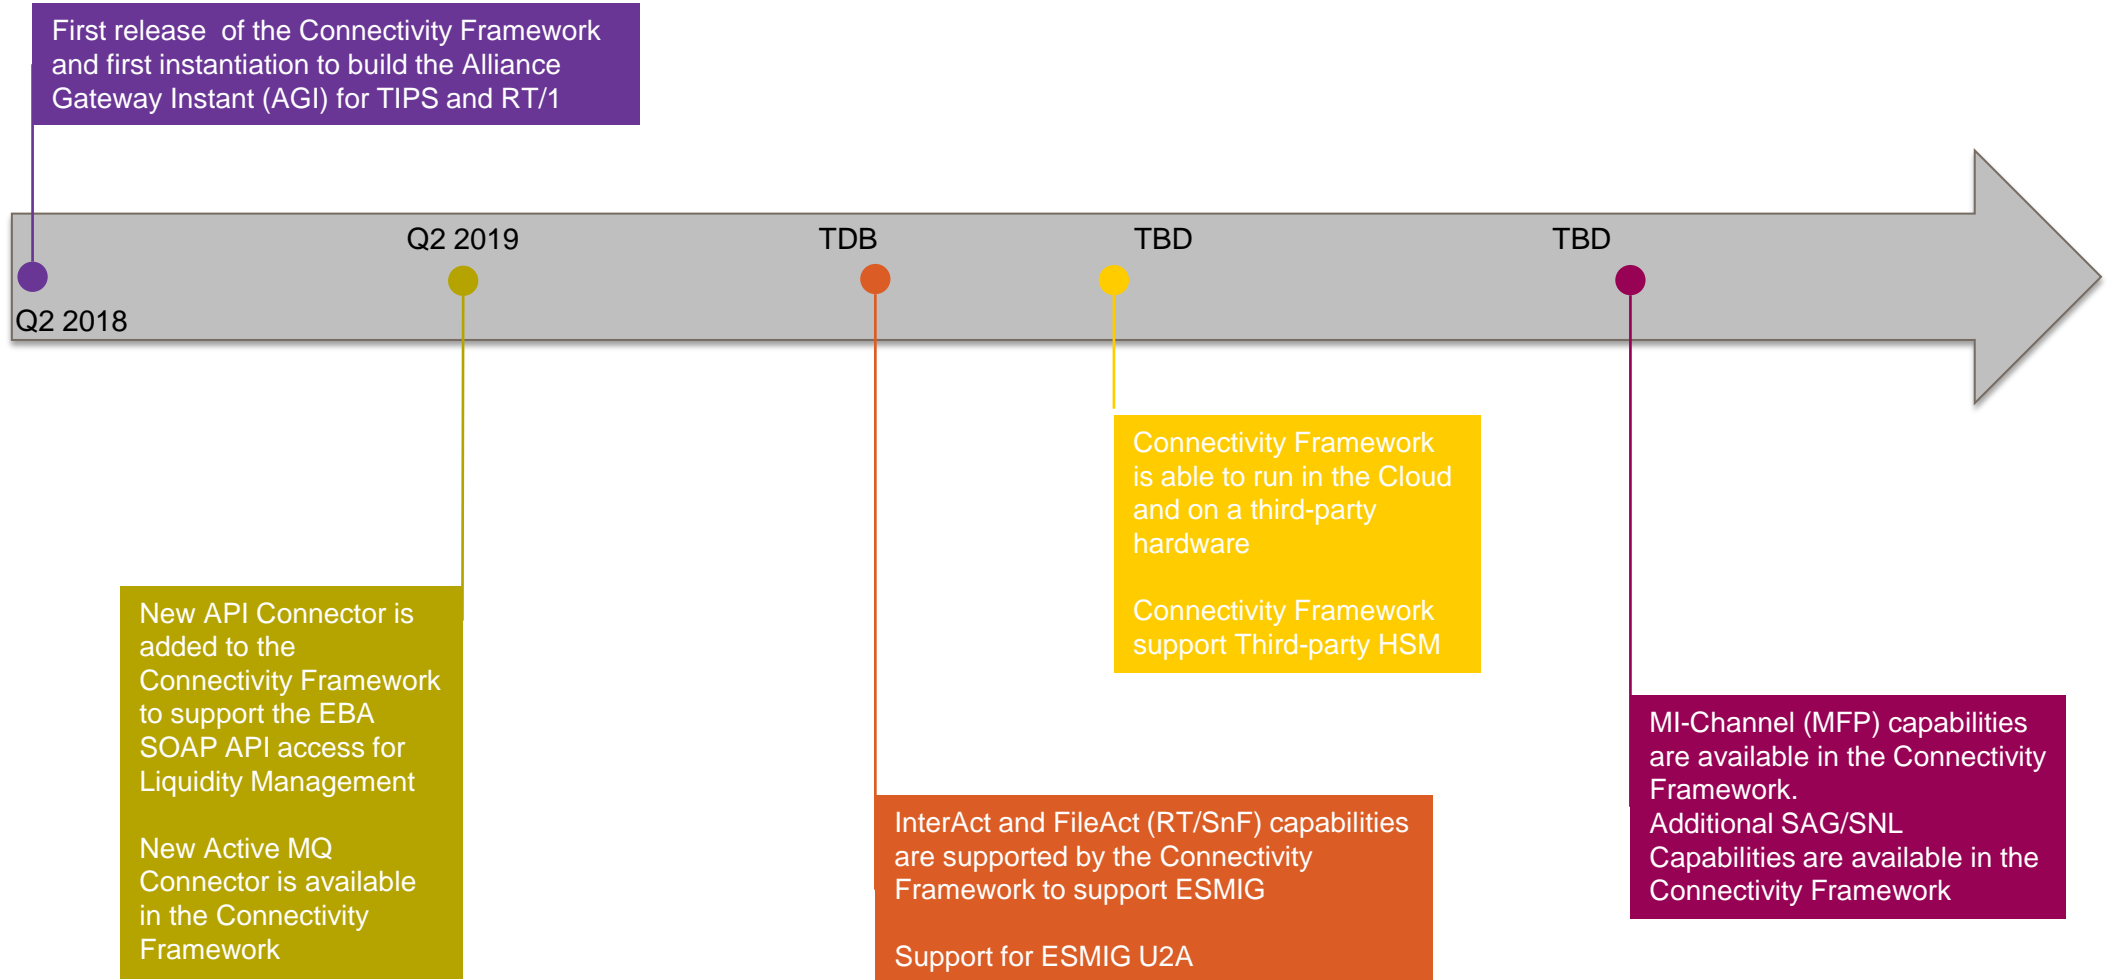 First release  of the Connectivity Framework
and first instantiation to build the Alliance
Gateway Instant (AGI) for TIPS and RT/1
Q2 2018
Q2 2019
TDB
TBD
TBD
New API Connector is
added to the
Connectivity Framework
to support the EBA
SOAP API access for
Liquidity Management
New Active MQ
Connector is available
in the Connectivity
Framework
InterAct and FileAct (RT/SnF) capabilities
are supported by the Connectivity
Framework to support ESMIG
Support for ESMIG U2A
Connectivity Framework
is able to run in the Cloud
and on a third-party
hardware
Connectivity Framework
support Third-party HSM
MI-Channel (MFP) capabilities
are available in the Connectivity
Framework.
Additional SAG/SNL
Capabilities are available in the
Connectivity Framework